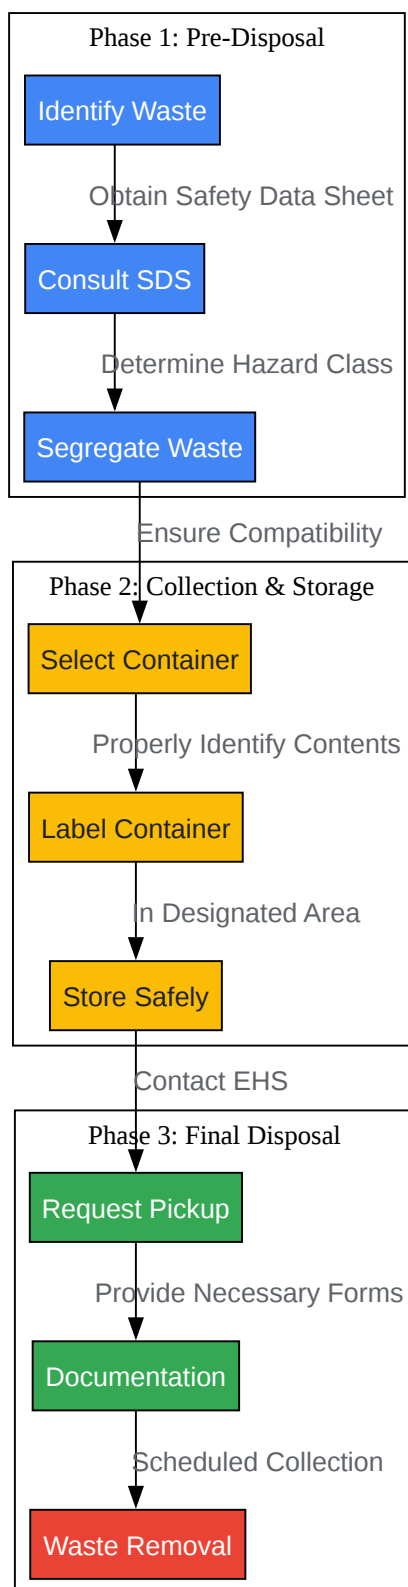 Phase 1: Pre-Disposal
Identify Waste
Obtain Safety Data Sheet
Consult SDS
Determine Hazard Class
Segregate Waste
Ensure Compatibility
Phase 2: Collection & Storage
Select Container
Properly Identify Contents
Label Container
In Designated Area
Store Safely
Contact EHS
Phase 3: Final Disposal
Request Pickup
Provide Necessary Forms
Documentation
Scheduled Collection
Waste Removal